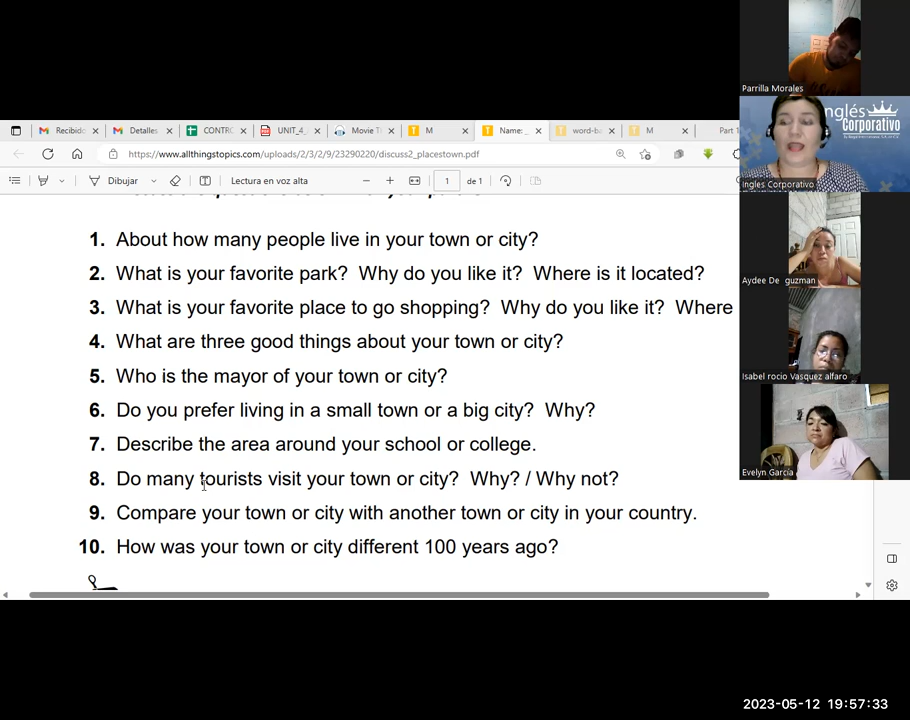 Recibido
Detalles
CONTRO
UNIT_4_
Movie T
M
Name: _
word-ba
M
Part 1
https://www.allthingstopics.com/uploads/2/3/2/9/23290220/discuss2_placestown.pdf
Dibujar
Lectura en voz alta
1
de 1
1. About how many people live in your town or city?
2. What is your favorite park? Why do you like it? Where is it located?
3. What is your favorite place to go shopping? Why do you like it? Where
4. What are three good things about your town or city?
5. Who is the mayor of your town or city?
6. Do you prefer living in a small town or a big city? Why?
7. Describe the area around your school or college.
8. Do many tourists visit your town or city? Why? / Why not?
9. Compare your town or city with another town or city in your country.
10. How was your town or city different 100 years ago?
Parrilla Morales
nglés
Corporativo
Ingles Corporativo
Aydee De guzman
Isabel rocio Vasquez alfaro
Evelyn García
2023-05-12 19:57:33